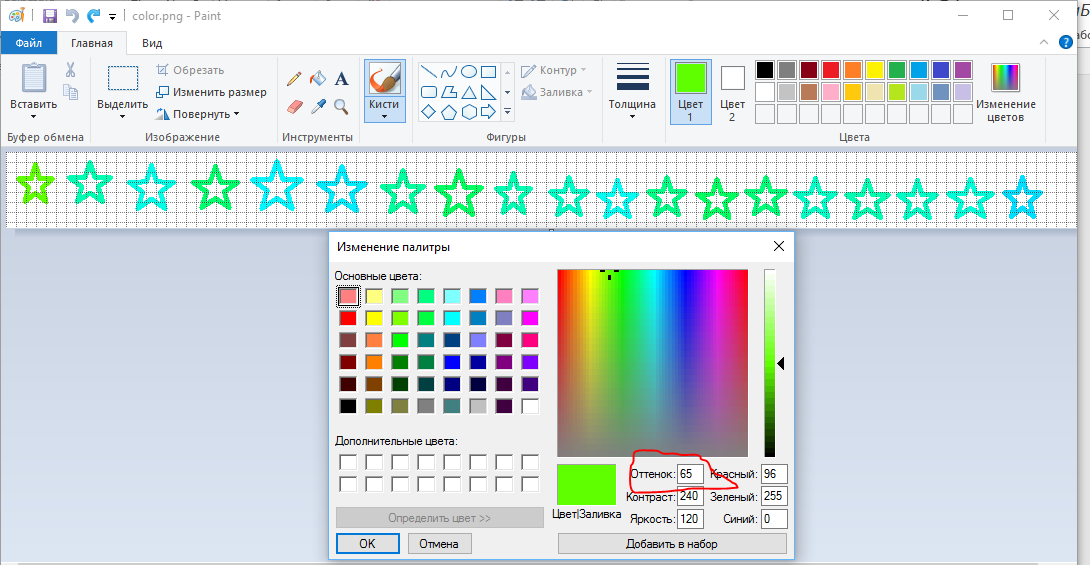 color.png - Paint
Файл Главная Вид
Вставить
Буфер обмена
Выделить
Обрезать
Изменить размер
Повернуть
Изображение
A
Инструменты
Кисти
Контур
Заливка
Фигуры
Толщина
Цвет 1
Цвет 2
Изменение цветов
Цвета
Изменение палитры
Основные цвета:
Дополнительные цвета:
Определить цвет >>
OK Отмена
Цвет|Заливка
Оттенок: 65 Красный: 96
Контраст: 240 Зеленый: 255
Яркость: 120 Синий: 0
Добавить в набор